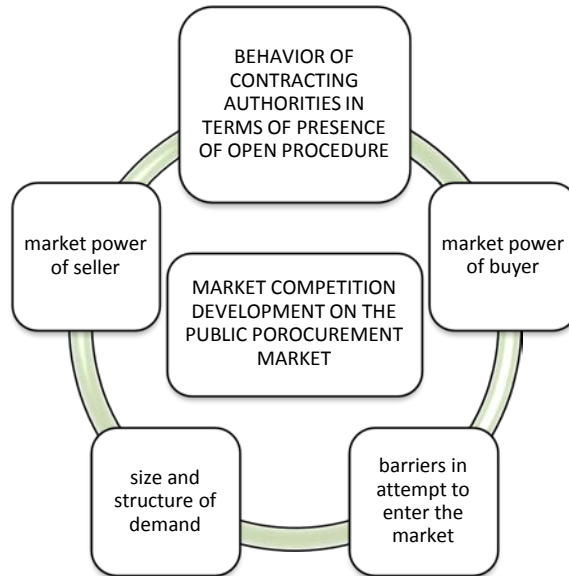 BEHAVIOR OF
CONTRACTING
AUTHORITIES IN
TERMS OF PRESENCE
OF OPEN PROCEDURE
market power
of seller
market power
of buyer
MARKET COMPETITION
DEVELOPMENT ON THE
PUBLIC POROCUREMENT
MARKET
size and
structure of
demand
barriers in
attempt to
enter the
market